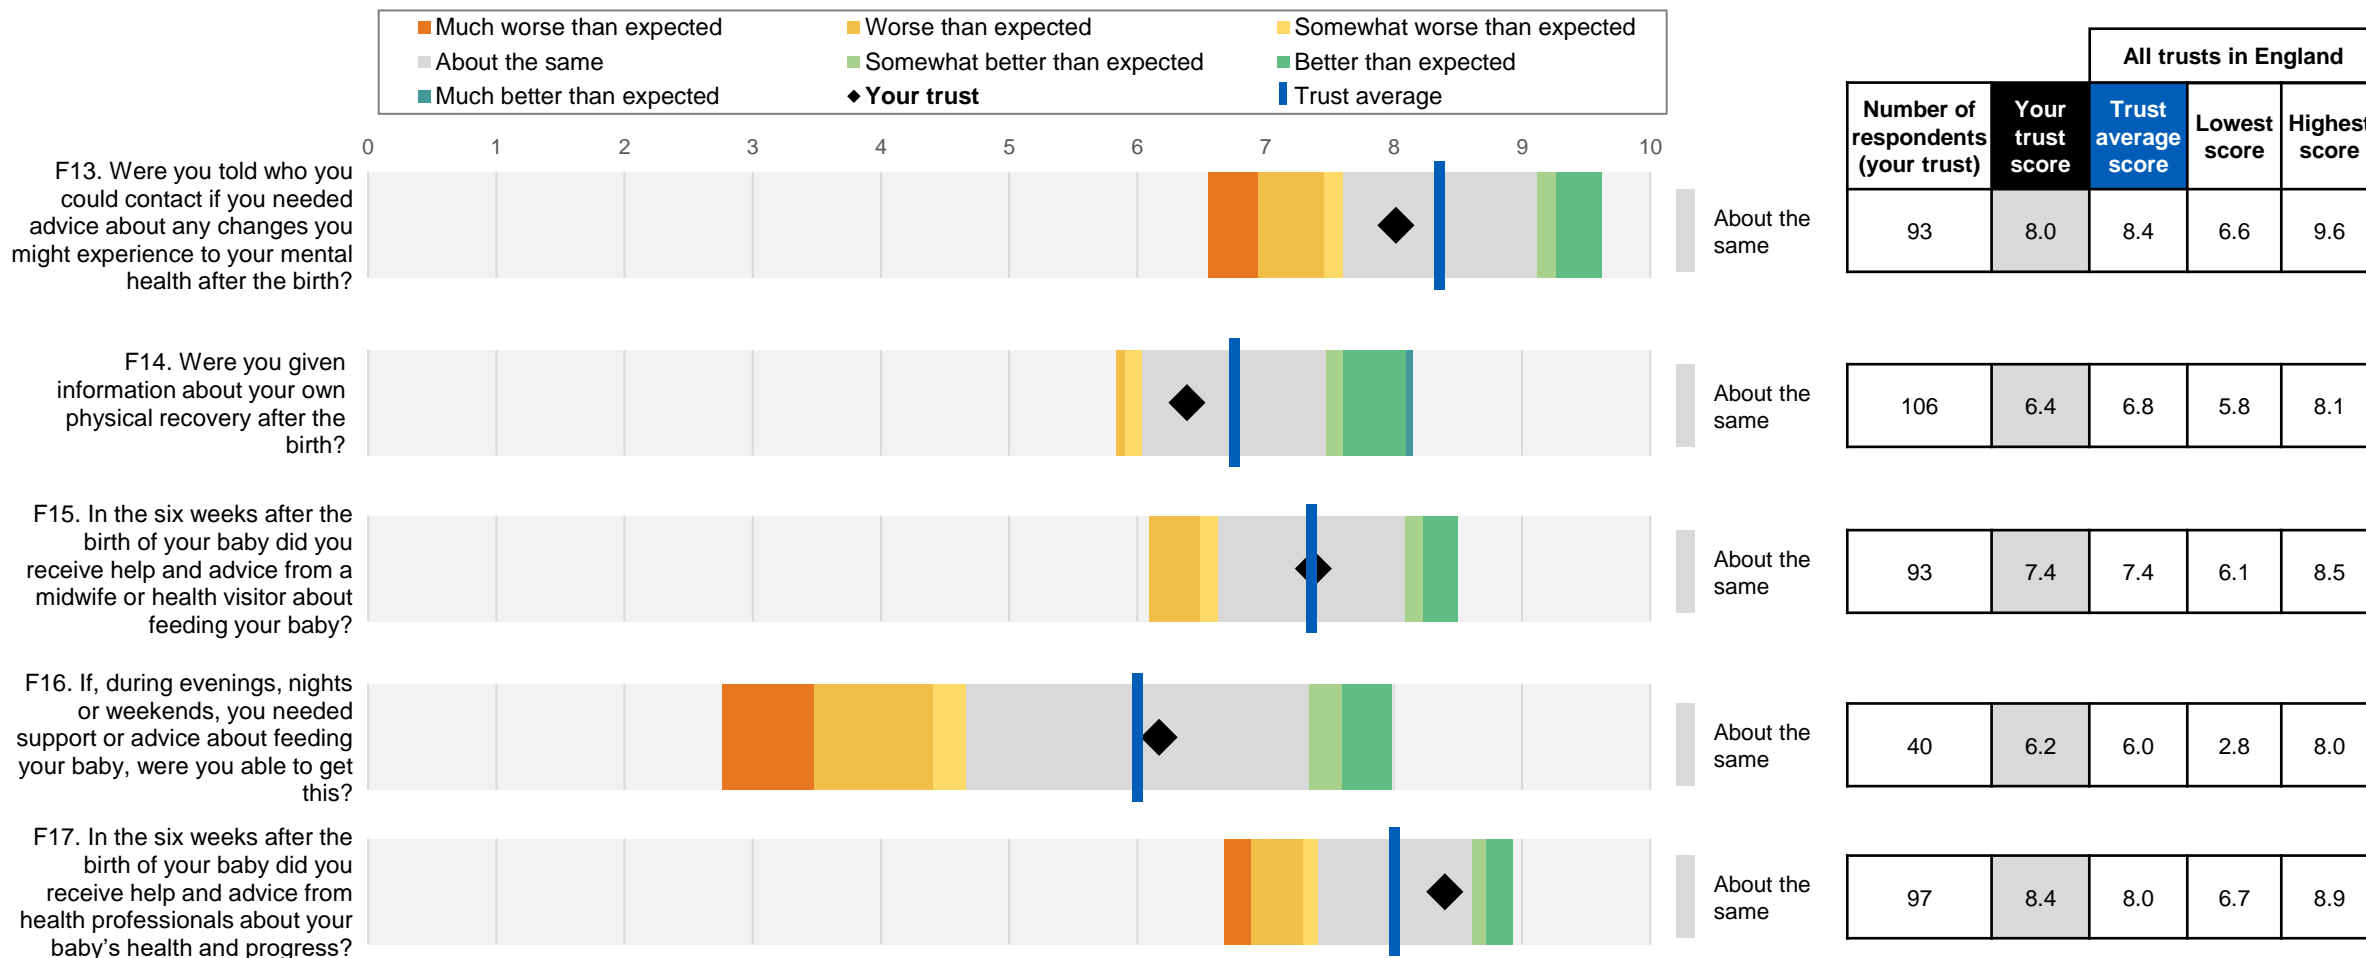 Much worse than expected
Worse than expected
Somewhat worse than expected
About the same
Somewhat better than expected
Better than expected
Much better than expected
Your trust
Trust average
All trusts in England
Number of
respondents
(your trust)
Your
trust
score
Trust
average
score
Lowest
score
Highest
score
0 1 2 3 4 5 6 7 8 9 10
F13. Were you told who you
could contact if you needed
advice about any changes you
might experience to your mental
health after the birth?
About the
same
93 8.0 8.4 6.6 9.6
F14. Were you given
information about your own
physical recovery after the
birth?
About the
same
106 6.4 6.8 5.8 8.1
F15. In the six weeks after the
birth of your baby did you
receive help and advice from a
midwife or health visitor about
feeding your baby?
About the
same
93 7.4 7.4 6.1 8.5
F16. If, during evenings, nights
or weekends, you needed
support or advice about feeding
your baby, were you able to get
this?
About the
same
40 6.2 6.0 2.8 8.0
F17. In the six weeks after the
birth of your baby did you
receive help and advice from
health professionals about your
baby's health and progress?
About the
same
97 8.4 8.0 6.7 8.9